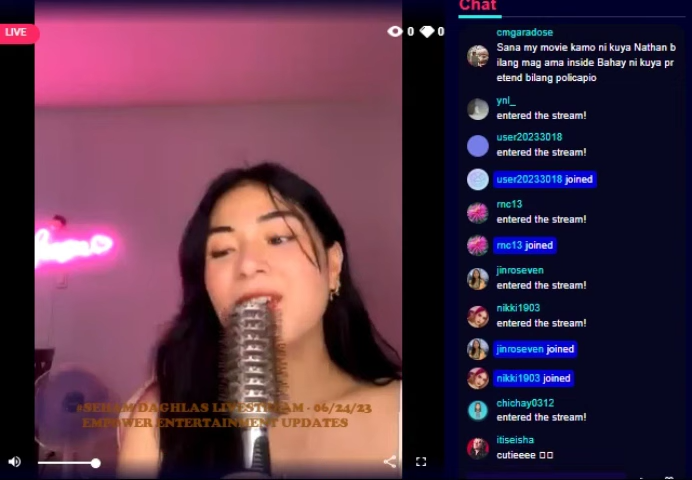 Chat
LIVE
0
0
cmgaradose
Sana my movie kamo ni kuya Nathan b
ilang mag ama inside Bahay ni kuya pr
etend bilang policapio
ynl_
entered the stream!
user20233018
entered the stream!
user20233018 joined
rnc13
entered the stream!
rnc13 joined
jinroseven
entered the stream!
nikki1903
entered the stream!
jinroseven joined
nikki1903 joined
chichay0312
entered the stream!
itiseisha
cutieeee
#SEHAM DAGHLAS LIVESTREAM - 06/24/23
EMPOWER ENTERTAINMENT UPDATES